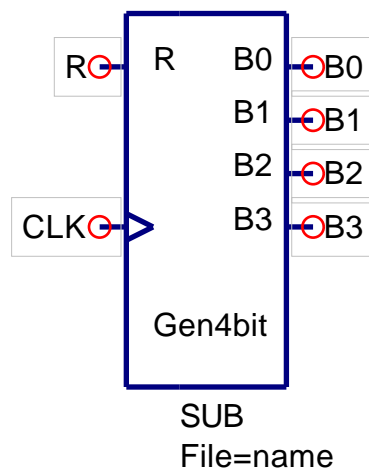 R R B0 B0
B1 B1
B2 B2
CLK B3 B3
Gen4bit
SUB
File=name